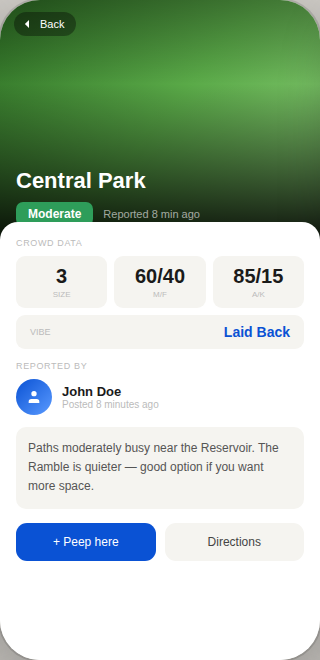 Back
Central Park
Moderate Reported 8 min ago
CROWD DATA
3 60/40 85/15
SIZE M/F A/K
VIBE Laid Back
REPORTED BY
John Doe
Posted 8 minutes ago
Paths moderately busy near the Reservoir. The
Ramble is quieter — good option if you want
more space.
+ Peep here Directions